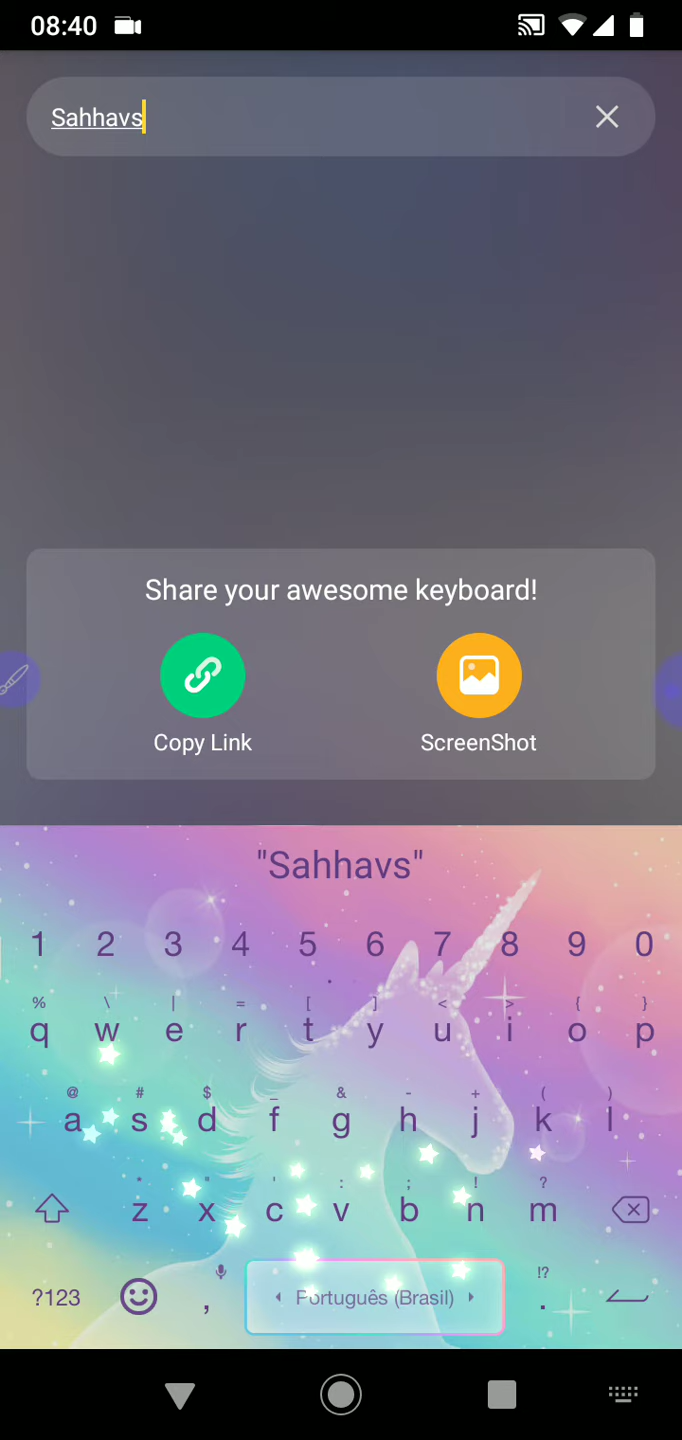 08:40
Sahhavs
Share your awesome keyboard!
Copy Link
ScreenShot
"Sahhavs"
1 2 3 4 5 6 7 8 9 0
% \ | = [ ] < > { }
q w e r t y u i o p
@ # $ _ & - + ( )
a s d f g h j k l
* " ' : ; ! ?
z x c v b n m
!?
?123 , Português (Brasil) .